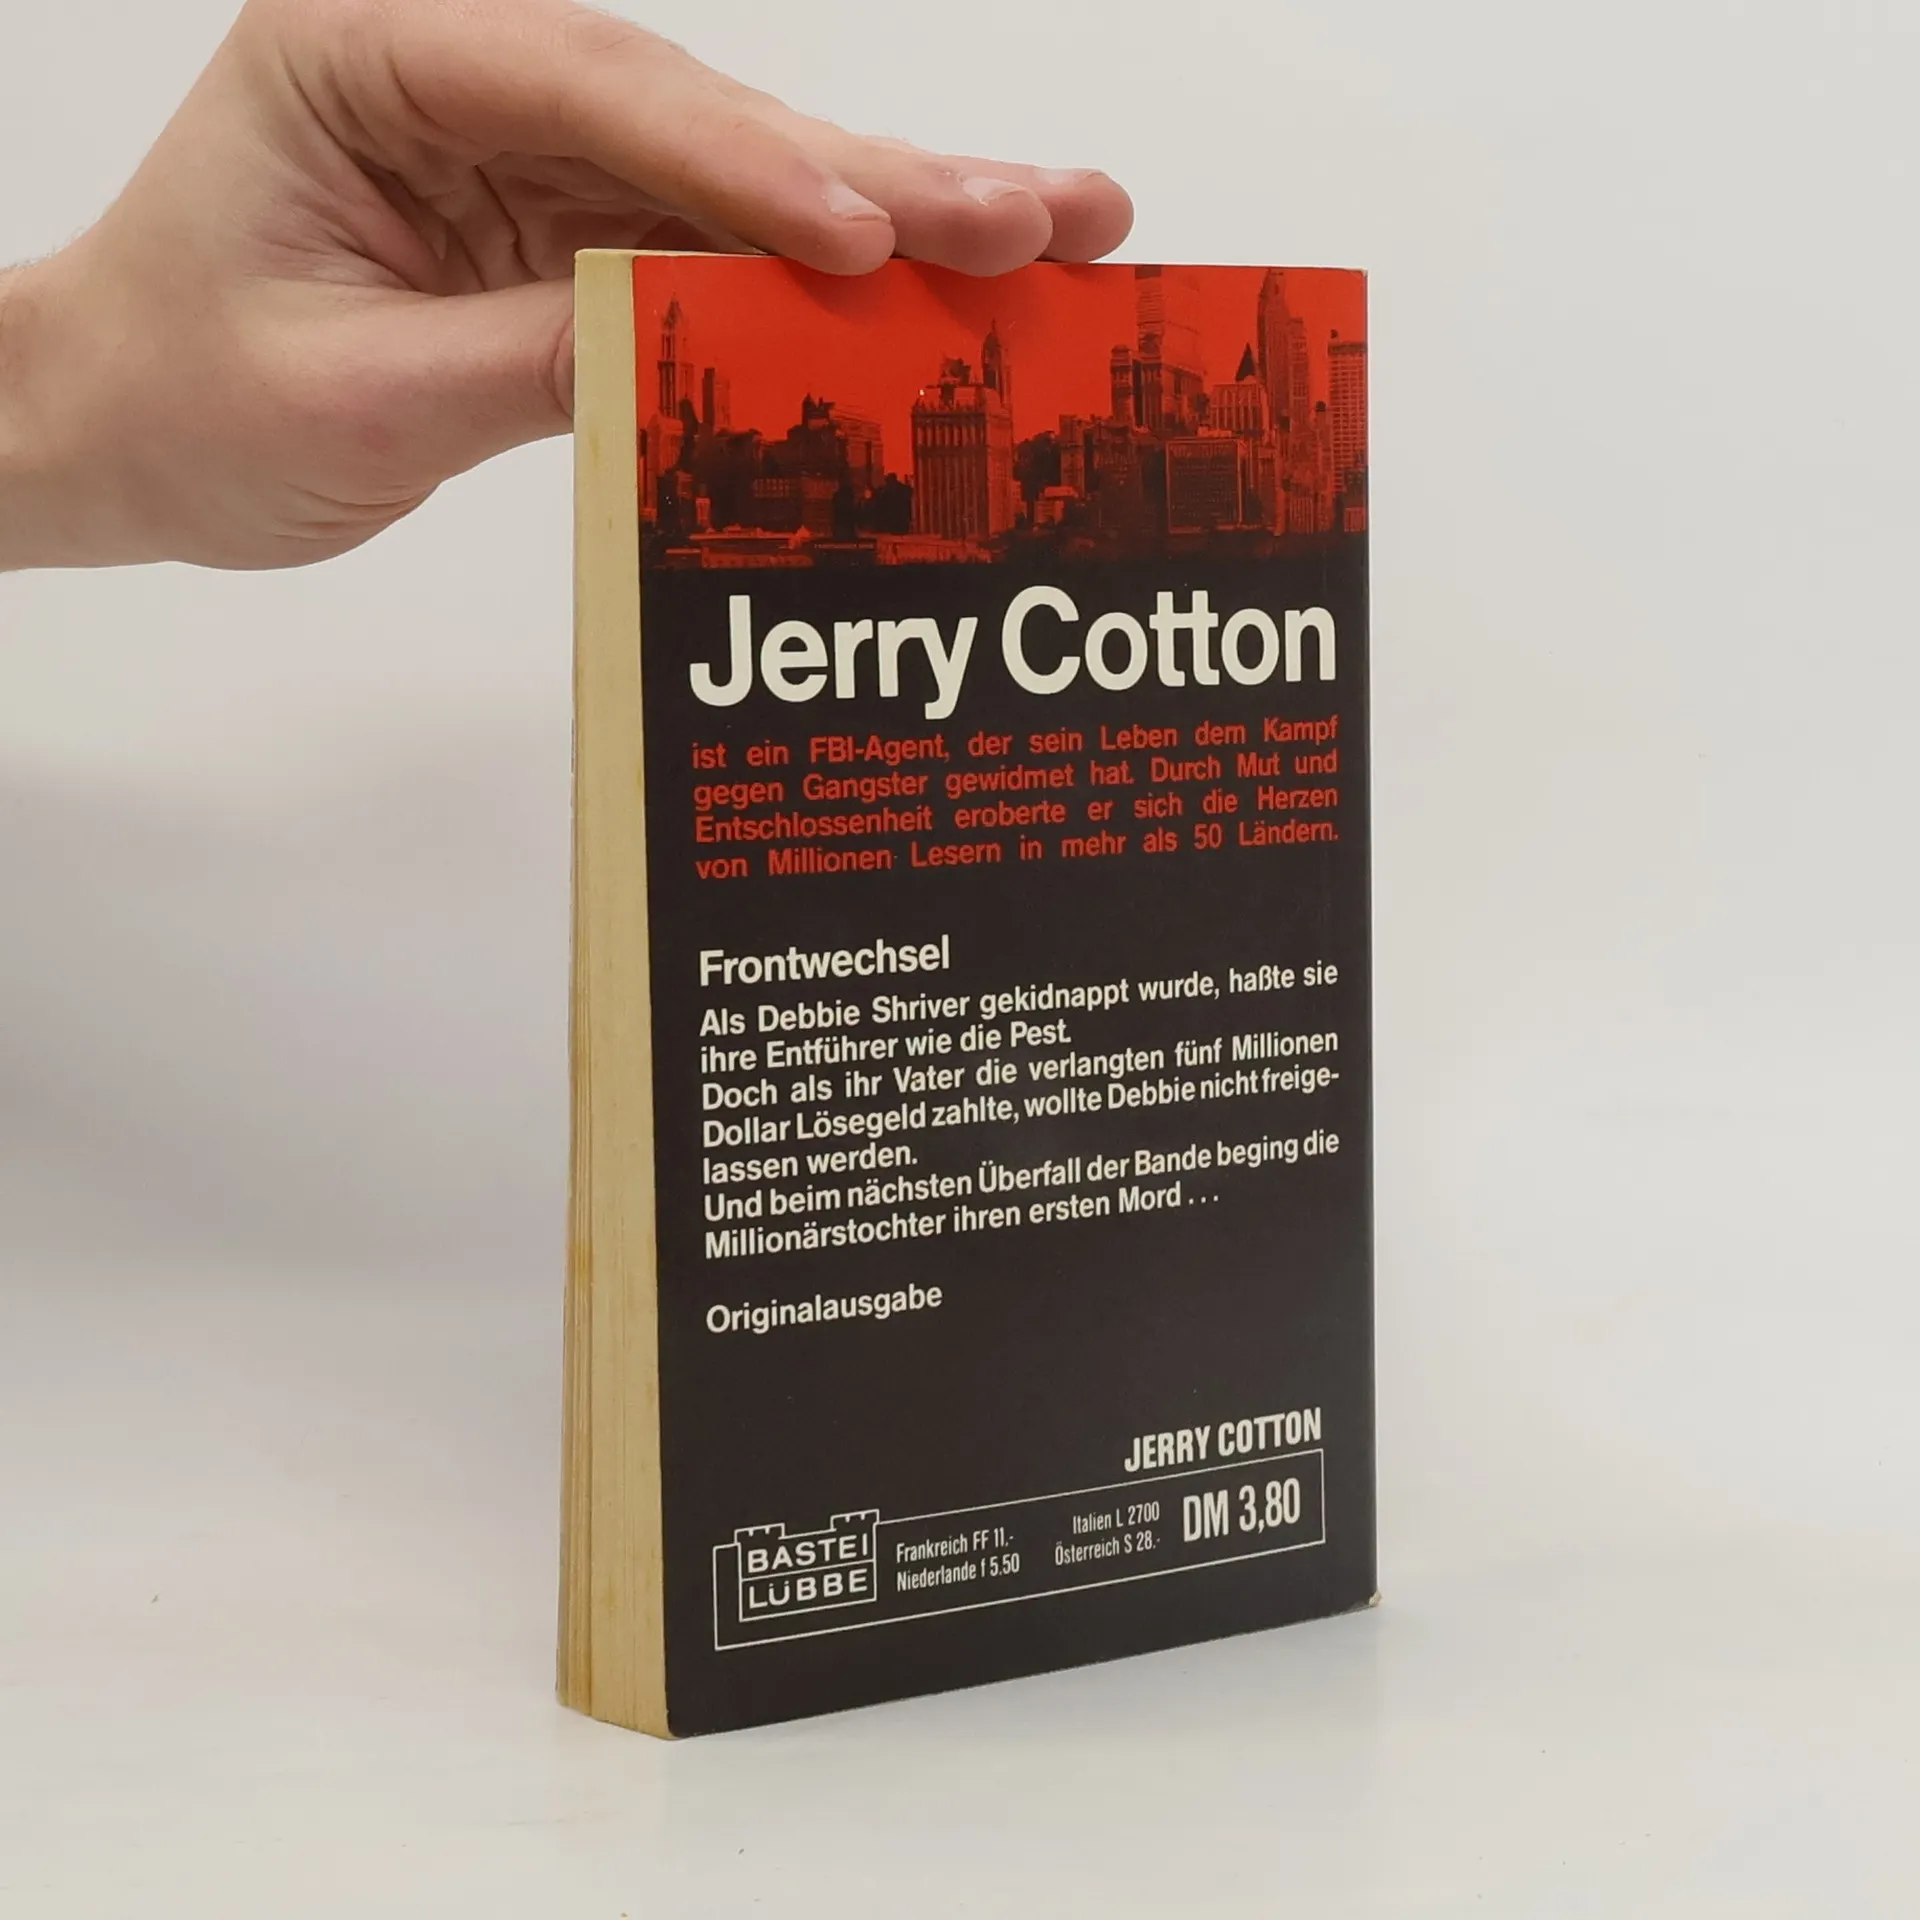 Jerry Cotton
ist ein FBI-Agent, der sein Leben dem Kampf
gegen Gangster gewidmet hat. Durch Mut und
Entschlossenheit eroberte er sich die Herzen
von Millionen Lesern in mehr als 50 Ländern.
Frontwechsel
Als Debbie Shriver gekidnappt wurde, haßte sie
ihre Entführer wie die Pest.
Doch als ihr Vater die verlangten fünf Millionen
Dollar Lösegeld zahlte, wollte Debbie nicht freige-
lassen werden.
Und beim nächsten Überfall der Bande beging die
Millionärstochter ihren ersten Mord...
Originalausgabe
JERRY COTTON
BASTEI
LÜBBE
Frankreich FF 11.-
Niederlande f 5.50
Italien L 2700
Österreich S 28.-
DM 3,80